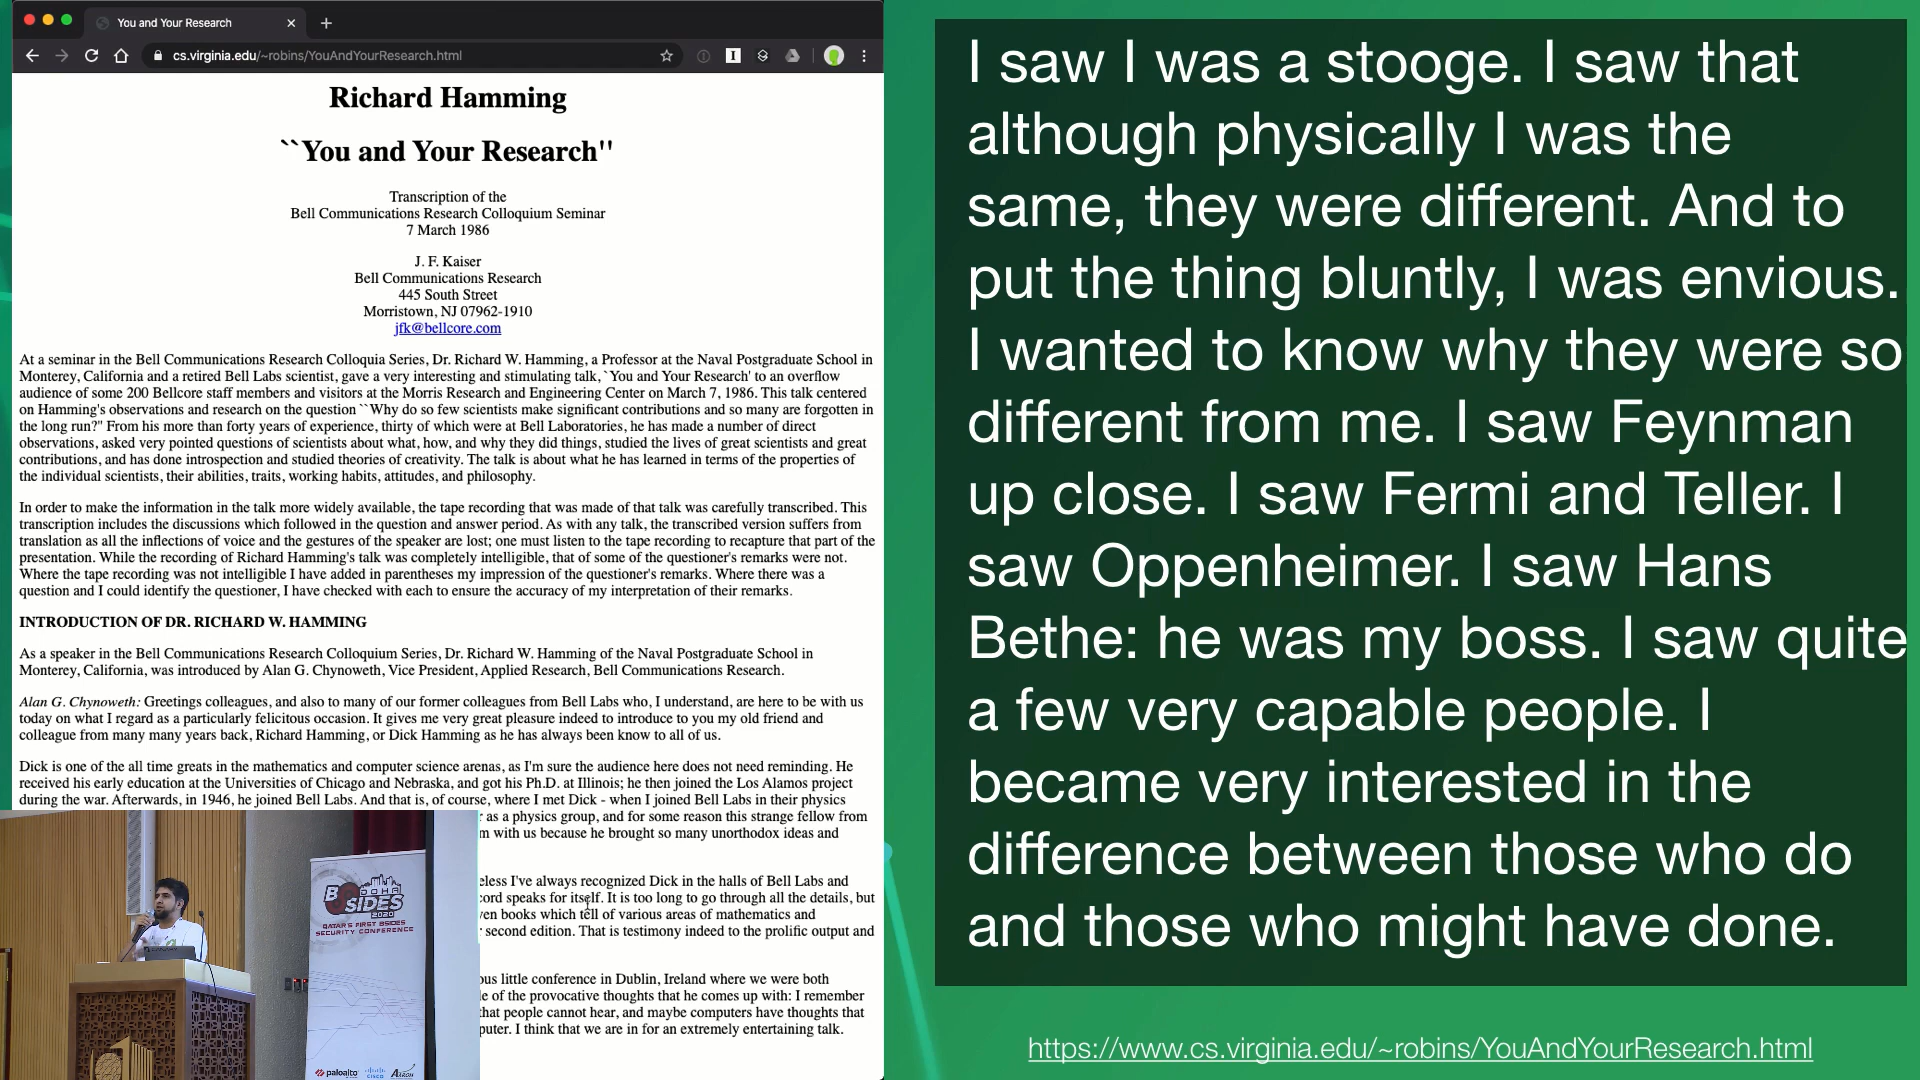 You and Your Research
cs.virginia.edu/~robins/YouAndYourResearch.html
Richard Hamming
``You and Your Research''
Transcription of the
Bell Communications Research Colloquium Seminar
7 March 1986
J. F. Kaiser
Bell Communications Research
445 South Street
Morristown, NJ 07962-1910
jfk@bellcore.com
At a seminar in the Bell Communications Research Colloquia Series, Dr. Richard W. Hamming, a Professor at the Naval Postgraduate School in
Monterey, California and a retired Bell Labs scientist, gave a very interesting and stimulating talk, `You and Your Research' to an overflow
audience of some 200 Bellcore staff members and visitors at the Morris Research and Engineering Center on March 7, 1986. This talk centered
on Hamming's observations and research on the question ``Why do so few scientists make significant contributions and so many are forgotten in
the long run?'' From his more than forty years of experience, thirty of which were at Bell Laboratories, he has made a number of direct
observations, asked very pointed questions of scientists about what, how, and why they did things, studied the lives of great scientists and great
contributions, and has done introspection and studied theories of creativity. The talk is about what he has learned in terms of the properties of
the individual scientists, their abilities, traits, working habits, attitudes, and philosophy.
In order to make the information in the talk more widely available, the tape recording that was made of that talk was carefully transcribed. This
transcription includes the discussions which followed in the question and answer period. As with any talk, the transcribed version suffers from
translation as all the inflections of voice and the gestures of the speaker are lost; one must listen to the tape recording to recapture that part of the
presentation. While the recording of Richard Hamming's talk was completely intelligible, that of some of the questioner's remarks were not.
Where the tape recording was not intelligible I have added in parentheses my impression of the questioner's remarks. Where there was a
question and I could identify the questioner, I have checked with each to ensure the accuracy of my interpretation of their remarks.
INTRODUCTION OF DR. RICHARD W. HAMMING
As a speaker in the Bell Communications Research Colloquium Series, Dr. Richard W. Hamming of the Naval Postgraduate School in
Monterey, California, was introduced by Alan G. Chynoweth, Vice President, Applied Research, Bell Communications Research.
Alan G. Chynoweth: Greetings colleagues, and also to many of our former colleagues from Bell Labs who, I understand, are here to be with us
today on what I regard as a particularly felicitous occasion. It gives me very great pleasure indeed to introduce to you my old friend and
colleague from many many years back, Richard Hamming, or Dick Hamming as he has always been know to all of us.
Dick is one of the all time greats in the mathematics and computer science arenas, as I'm sure the audience here does not need reminding. He
received his early education at the Universities of Chicago and Nebraska, and got his Ph.D. at Illinois; he then joined the Los Alamos project
during the war. Afterwards, in 1946, he joined Bell Labs. And that is, of course, where I met Dick - when I joined Bell Labs in their physics
as a physics group, and for some reason this strange fellow from
m with us because he brought so many unorthodox ideas and
eless I've always recognized Dick in the halls of Bell Labs and
cord speaks for itself. It is too long to go through all the details, but
ven books which tell of various areas of mathematics and
second edition. That is testimony indeed to the prolific output and
ous little conference in Dublin, Ireland where we were both
le of the provocative thoughts that he comes up with: I remember
that people cannot hear, and maybe computers have thoughts that
puter. I think that we are in for an extremely entertaining talk.
BSIDES
DOHA
2020
QATAR'S FIRST BSIDES
SECURITY CONFERENCE
paloalto
CISCO
I saw I was a stooge. I saw that
although physically I was the
same, they were different. And to
put the thing bluntly, I was envious.
I wanted to know why they were so
different from me. I saw Feynman
up close. I saw Fermi and Teller. I
saw Oppenheimer. I saw Hans
Bethe: he was my boss. I saw quite
a few very capable people. I
became very interested in the
difference between those who do
and those who might have done.
https://www.cs.virginia.edu/~robins/YouAndYourResearch.html